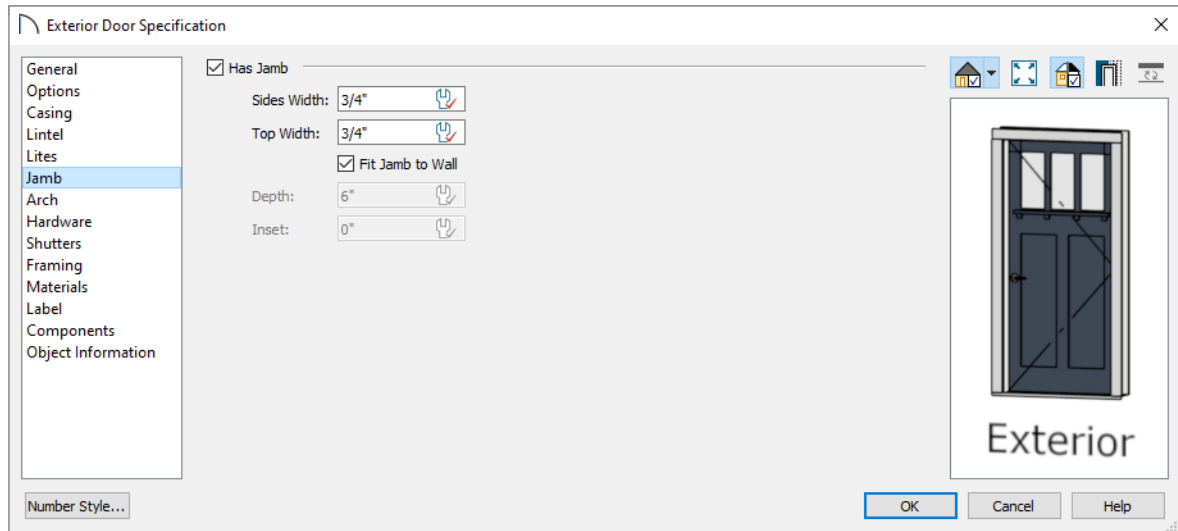 Exterior Door Specification
General
Options
Casing
Lintel
Lites
Jamb
Arch
Hardware
Shutters
Framing
Materials
Label
Components
Object Information
Has Jamb
Sides Width: 3/4"
Top Width: 3/4"
Fit Jamb to Wall
Depth: 6"
Inset: 0"
Exterior
Number Style...
OK
Cancel
Help